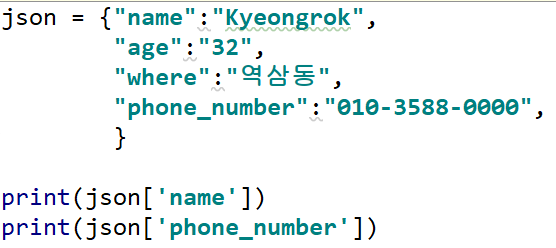 json = {"name":"Kyeongrok",
"age":"32",
"where":"역삼동",
"phone_number":"010-3588-0000",
}
print(json['name'])
print(json['phone_number'])